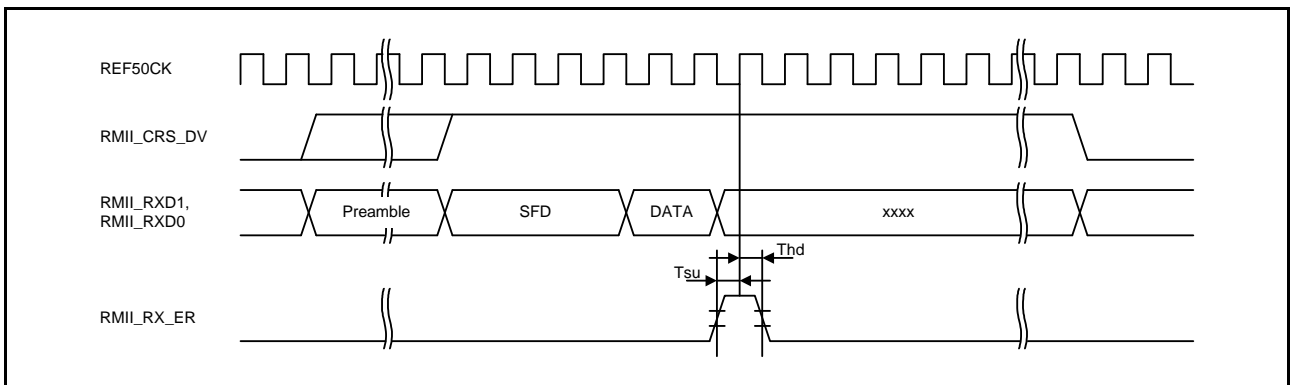 REF50CK
RMII_CRS_DV
RMII_RXD1,
RMII_RXD0
Preamble
SFD
DATA
xxxx
Thd
Tsu
RMII_RX_ER